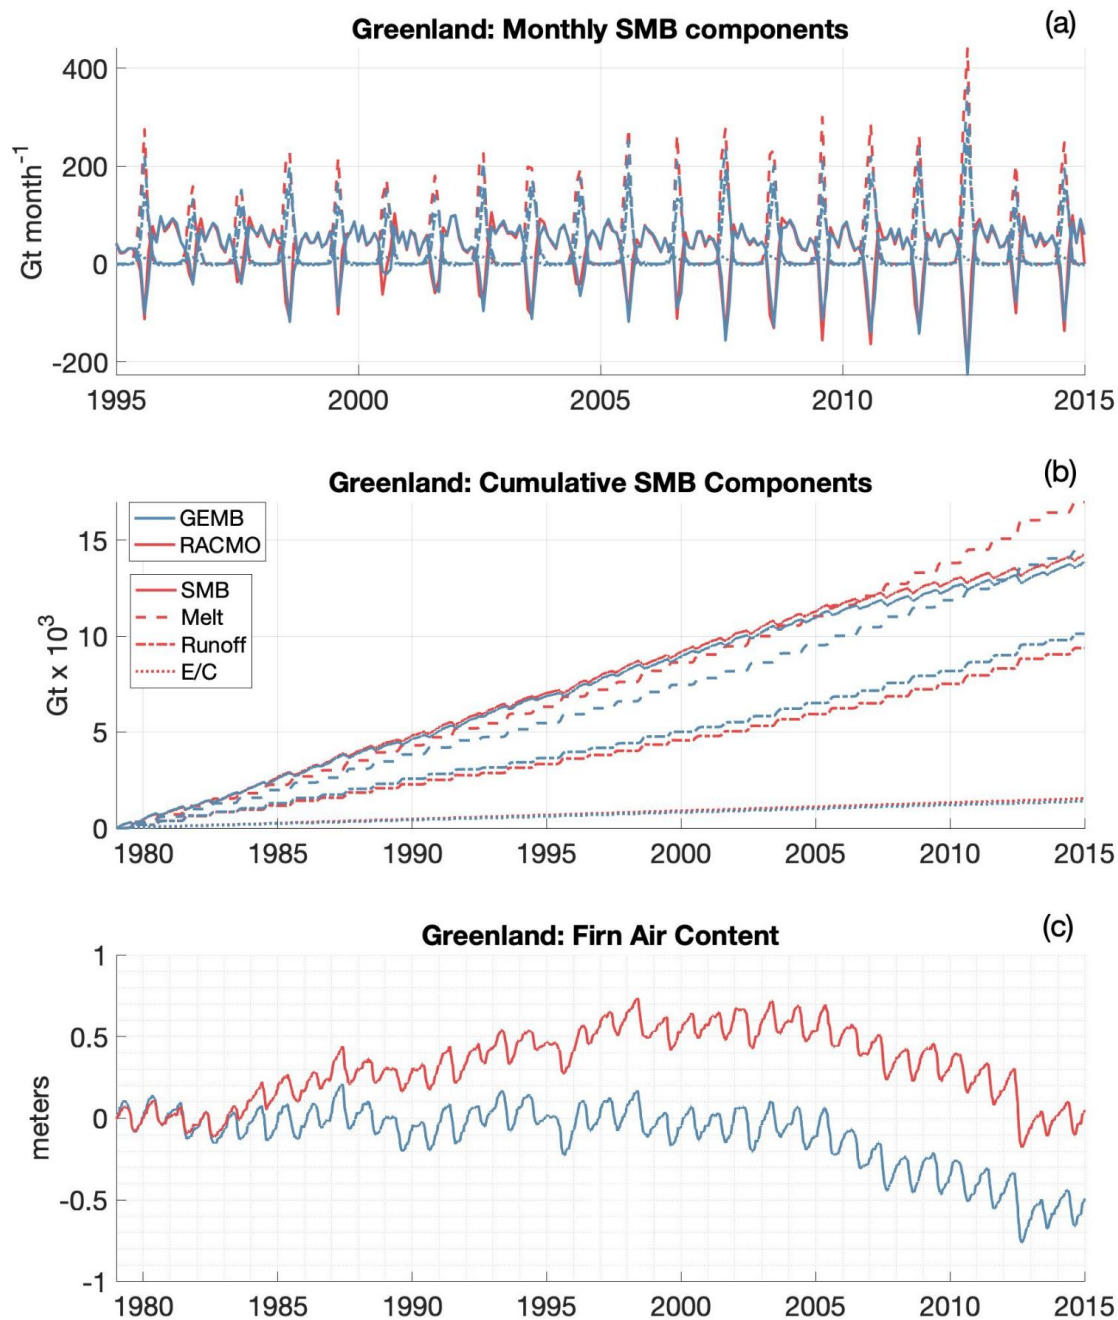 Greenland: Monthly SMB components
(a)
Gt month⁻¹
400
200
0
-200
1995
2000
2005
2010
2015
Greenland: Cumulative SMB Components
(b)
Gt x 10³
15
10
5
0
GEMB
RACMO
SMB
Melt
Runoff
E/C
1980
1985
1990
1995
2000
2005
2010
2015
Greenland: Firn Air Content
(c)
meters
1
0.5
0
-0.5
-1
1980
1985
1990
1995
2000
2005
2010
2015